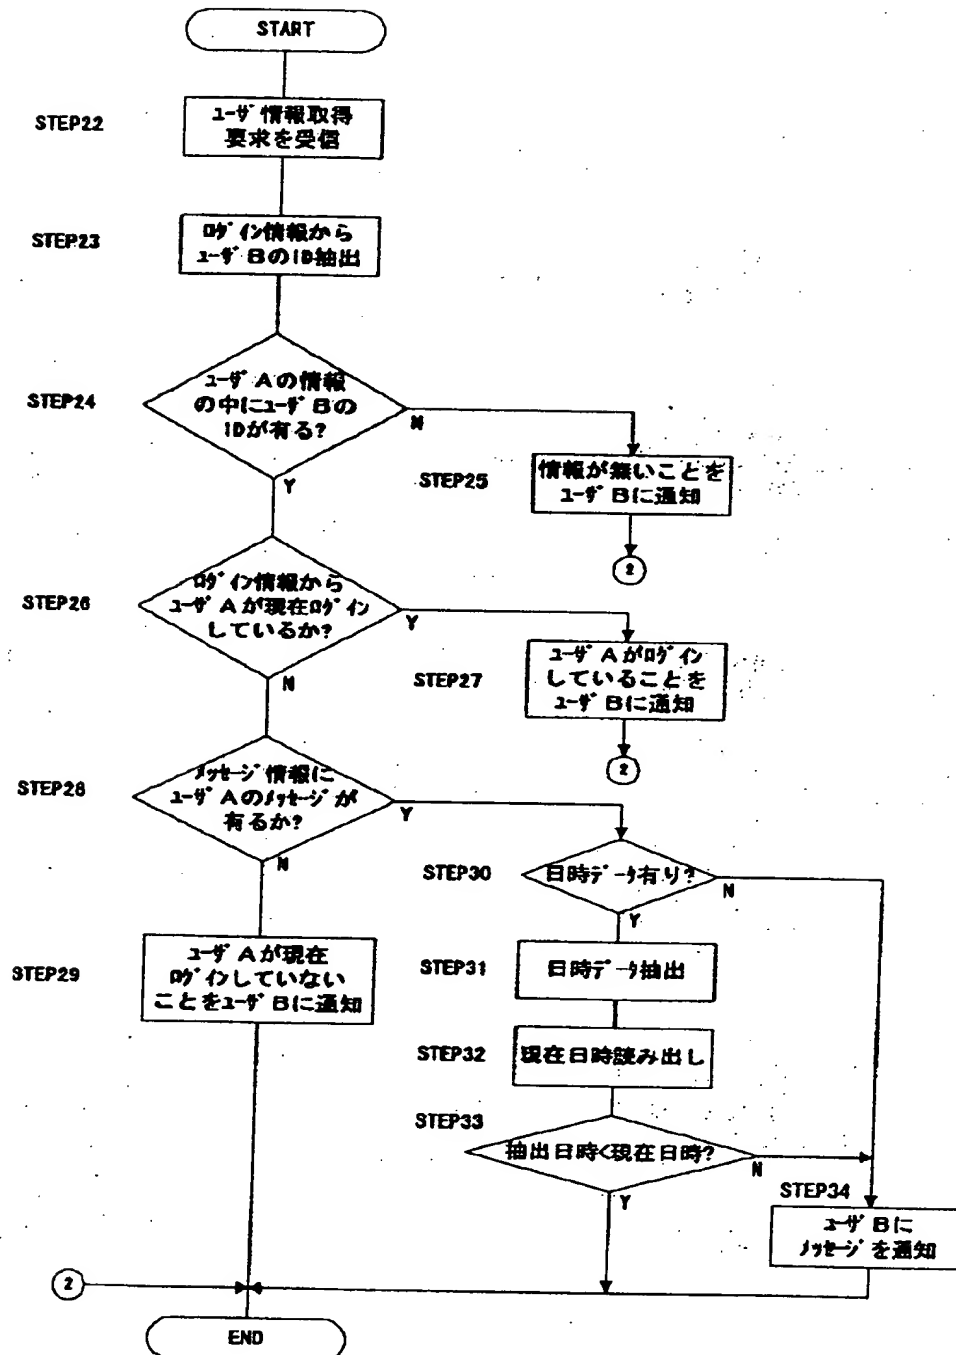 START
STEP22
ユーザ情報取得
要求を受信
STEP23
ログイン情報から
ユーザBのID抽出
STEP24
ユーザAの情報
の中にユーザBの
IDが有る?
N
Y
STEP25
情報が無いことを
ユーザBに通知
2
STEP26
ログイン情報から
ユーザAが現在ログイン
しているか?
Y
N
STEP27
ユーザAがログイン
していることを
ユーザBに通知
2
STEP28
メッセージ情報に
ユーザAのメッセージが
有るか?
Y
N
STEP30
日時データ有り?
N
Y
STEP29
ユーザAが現在
ログインしていない
ことをユーザBに通知
STEP31
日時データ抽出
STEP32
現在日時読み出し
STEP33
抽出日時<現在日時?
N
Y
STEP34
ユーザBに
メッセージを通知
2
END